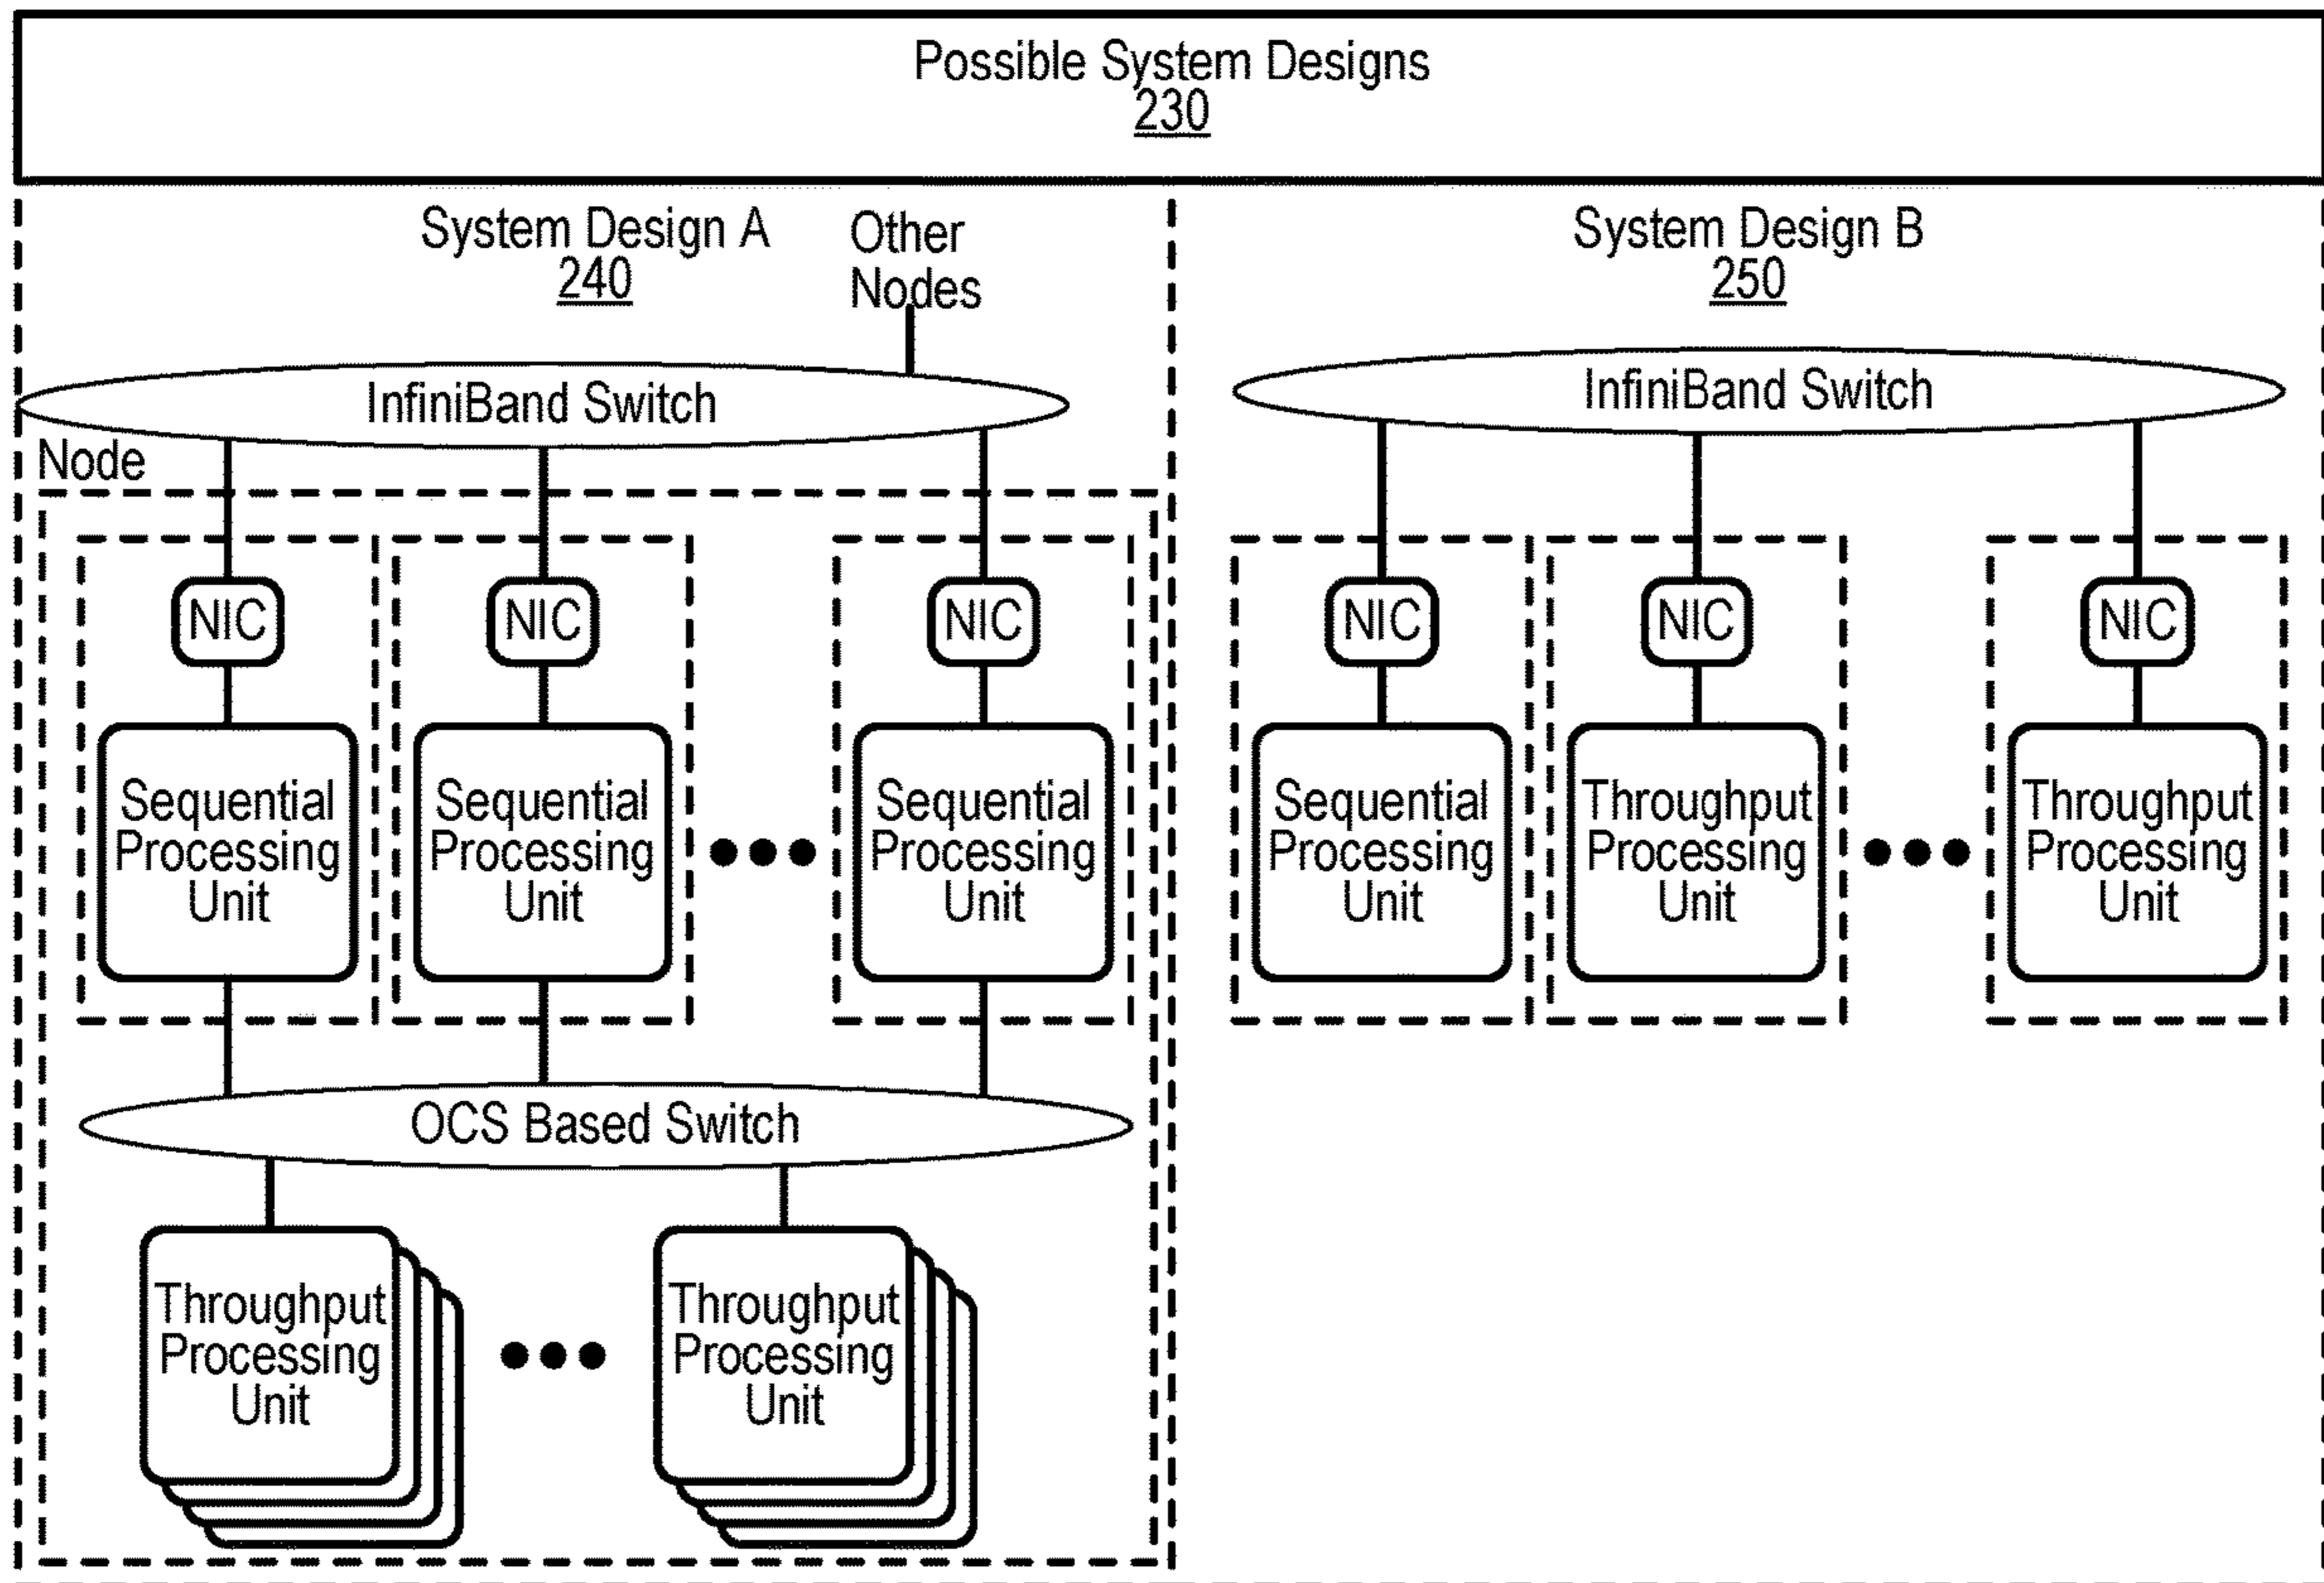 Possible System Designs
230
System Design A
240
Other
Nodes
InfiniBand Switch
Node
NIC
NIC
NIC
Sequential
Processing
Unit
Sequential
Processing
Unit
Sequential
Processing
Unit
OCS Based Switch
Throughput
Processing
Unit
Throughput
Processing
Unit
System Design B
250
InfiniBand Switch
NIC
NIC
NIC
Sequential
Processing
Unit
Throughput
Processing
Unit
Throughput
Processing
Unit